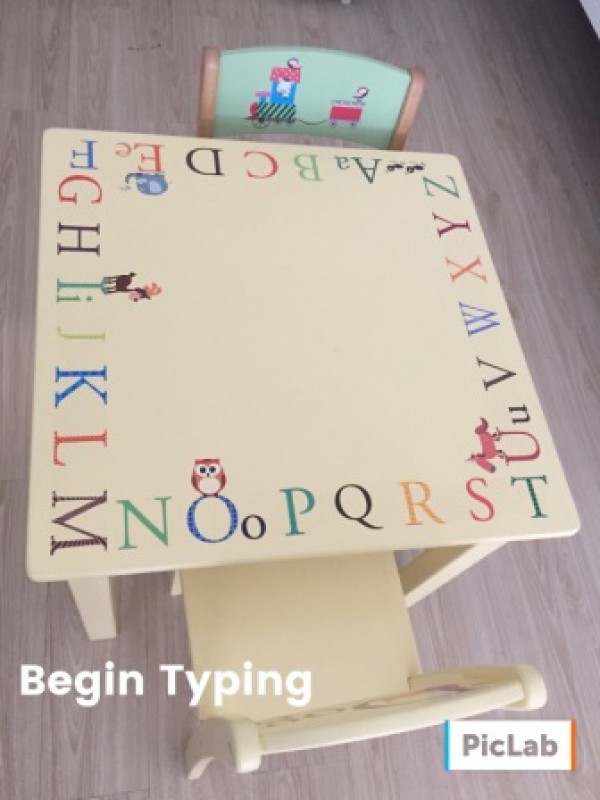 Aa B C D Ee F
G H Ii J K L M
N Oo P Q R S T
Uu V W X Y Z
Begin Typing
PicLab